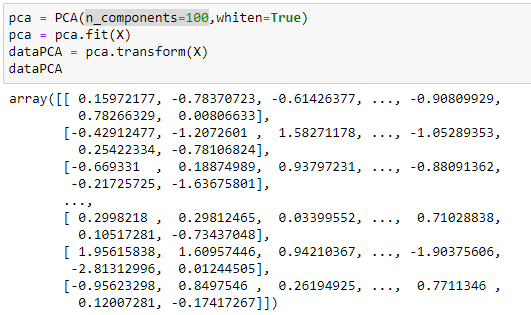 pca = PCA(n_components=100,whiten=True)
pca = pca.fit(X)
dataPCA = pca.transform(X)
dataPCA
array([[ 0.15972177, -0.78370723, -0.61426377, ..., -0.90809929,
0.78266329, 0.00806633],
[-0.42912477, -1.2072601 , 1.58271178, ..., -1.05289353,
0.25422334, -0.78106824],
[-0.669331 , 0.18874989, 0.93797231, ..., -0.88091362,
-0.21725725, -1.63675801],
...,
[ 0.2998218 , 0.29812465, 0.03399552, ..., 0.71028838,
0.10517281, -0.73437048],
[ 1.95615838, 1.60957446, 0.94210367, ..., -1.90375606,
-2.81312996, 0.01244505],
[-0.95623298, 0.8497546 , 0.26194925, ..., 0.7711346 ,
0.12007281, -0.17417267]])